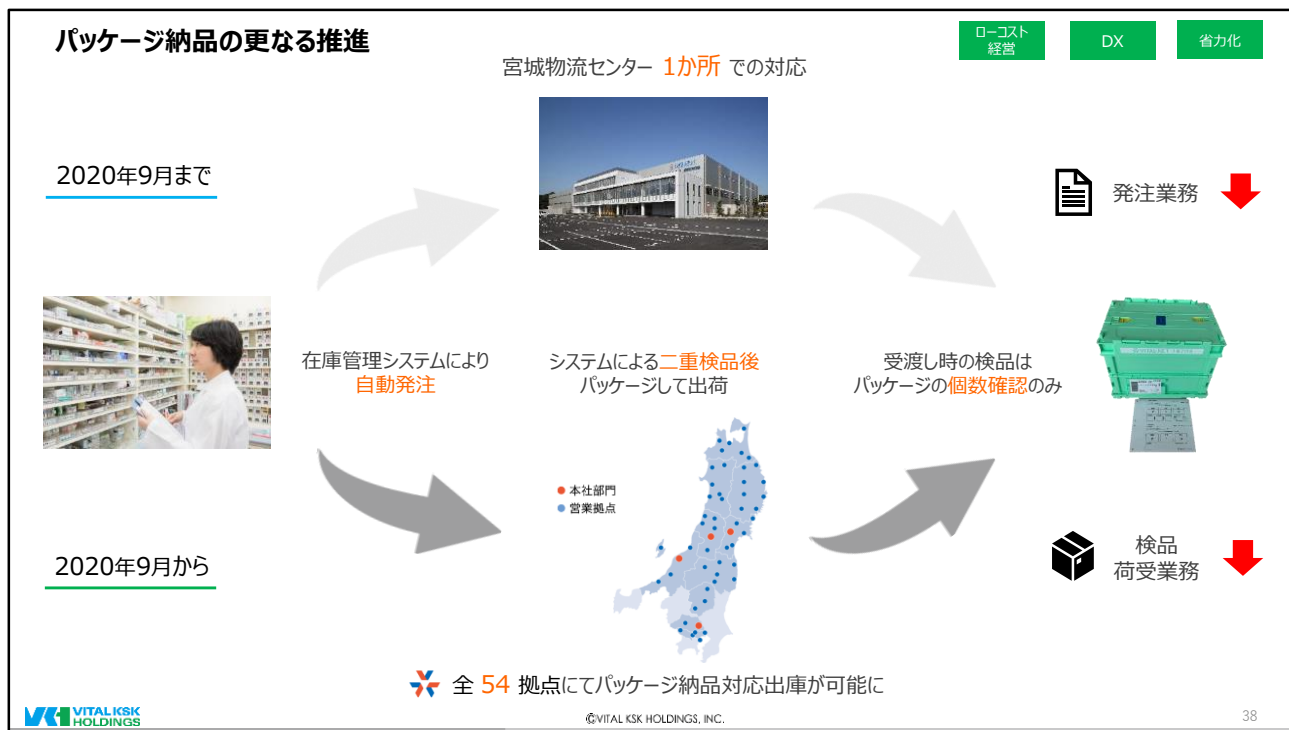 パッケージ納品の更なる推進
ローコスト
経営
DX
省力化
宮城物流センター 1か所 での対応
2020年9月まで
発注業務
在庫管理システムにより
自動発注
システムによる二重検品後
パッケージして出荷
受渡し時の検品は
パッケージの個数確認のみ
本社部門
営業拠点
2020年9月から
検品
荷受業務
全 54 拠点にてパッケージ納品対応出庫が可能に
VITAL KSK
HOLDINGS
©VITAL KSK HOLDINGS, INC.
38